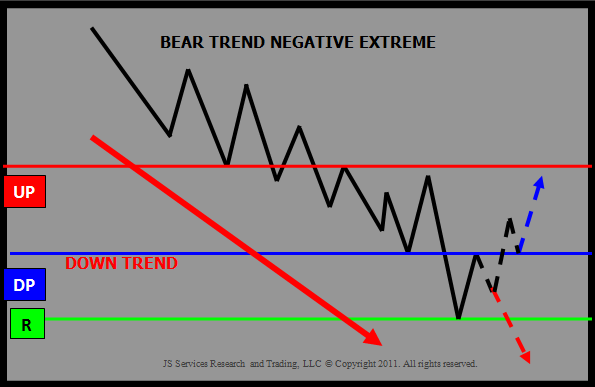 BEAR TREND NEGATIVE EXTREME
UP
DOWN TREND
DP
R
JS Services Research and Trading, LLC © Copyright 2011. All rights reserved.